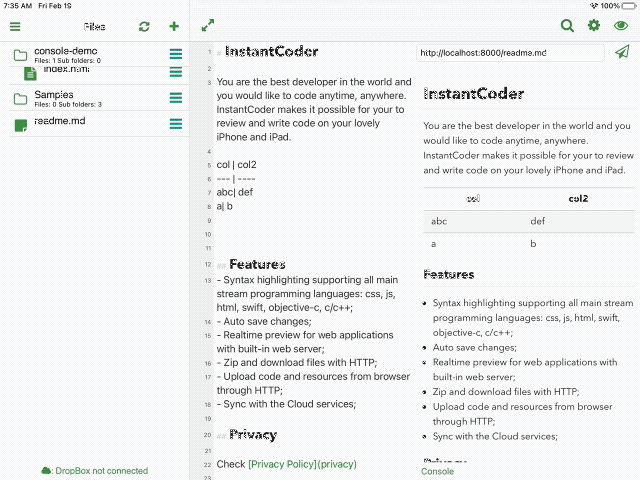 7:35 AM Fri Feb 19
100%
Files
console-demo
Files: 1 Sub folders: 0
index.html
Samples
Files: 0 Sub folders: 3
readme.md
: DropBox not connected
1 # InstantCoder
2
3 You are the best developer in the world and
you would like to code anytime, anywhere.
InstantCoder makes it possible for your to
review and write code on your lovely
iPhone and iPad.
4
5 col | col2
6 --- | ----
7 abc| def
8 a| b
9
10
11
12 ## Features
13 - Syntax highlighting supporting all main
stream programming languages: css, js,
html, swift, objective-c, c/c++;
14 - Auto save changes;
15 - Realtime preview for web applications
with built-in web server;
16 - Zip and download files with HTTP;
17 - Upload code and resources from browser
through HTTP;
18 - Sync with the Cloud services;
19
20 ## Privacy
21
22 Check [Privacy Policy](privacy)
23
http://localhost:8000/readme.md
InstantCoder
You are the best developer in the world and you
would like to code anytime, anywhere.
InstantCoder makes it possible for your to review
and write code on your lovely iPhone and iPad.
col col2
abc def
a b
Features
Syntax highlighting supporting all main stream
programming languages: css, js, html, swift,
objective-c, c/c++;
Auto save changes;
Realtime preview for web applications with
built-in web server;
Zip and download files with HTTP;
Upload code and resources from browser
through HTTP;
Sync with the Cloud services;
Privacy
Console